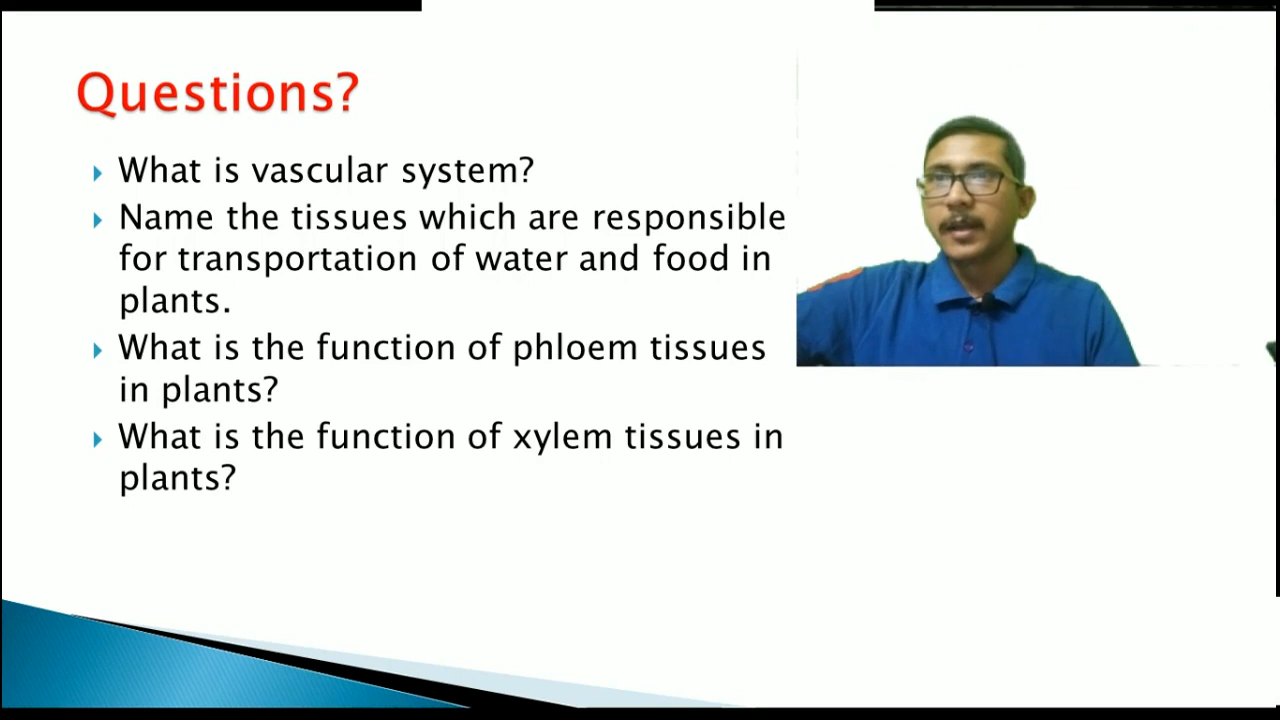 Questions?
What is vascular system?
Name the tissues which are responsible
for transportation of water and food in
plants.
What is the function of phloem tissues
in plants?
What is the function of xylem tissues in
plants?